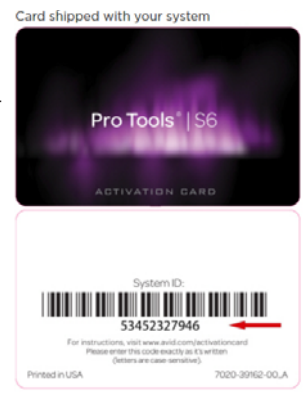 Card shipped with your system
Pro Tools® | S6
ACTIVATION CARD
System ID:
53452327946
For instructions, visit www.avid.com/activationcard
Please enter this code exactly as it's written
(letters are case-sensitive).
Printed in USA 7020-39162-00_A